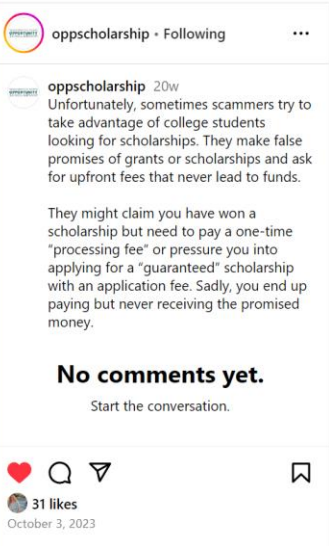 oppscholarship • Following
oppscholarship 20w
Unfortunately, sometimes scammers try to
take advantage of college students
looking for scholarships. They make false
promises of grants or scholarships and ask
for upfront fees that never lead to funds.
They might claim you have won a
scholarship but need to pay a one-time
"processing fee" or pressure you into
applying for a "guaranteed" scholarship
with an application fee. Sadly, you end up
paying but never receiving the promised
money.
No comments yet.
Start the conversation.
31 likes
October 3, 2023